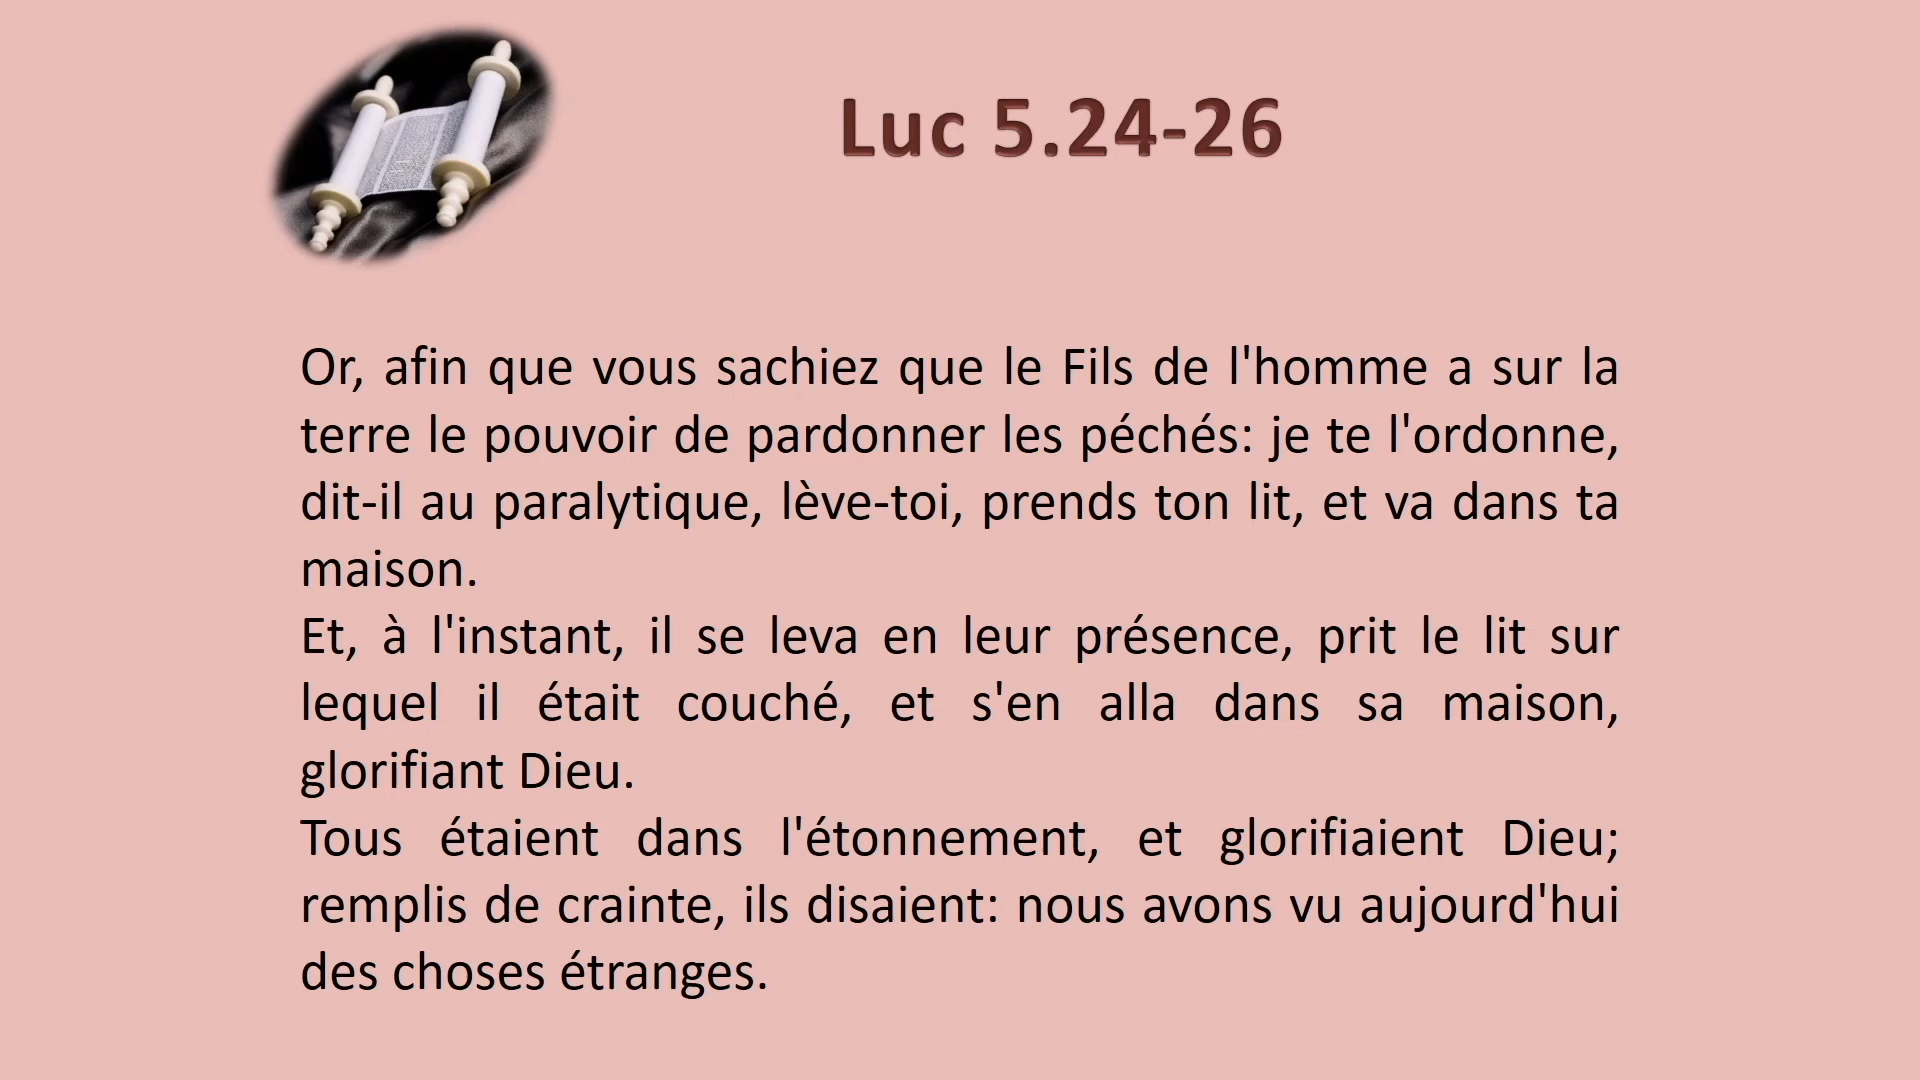 Luc 5.24-26
Or, afin que vous sachiez que le Fils de l'homme a sur la
terre le pouvoir de pardonner les péchés: je te l'ordonne,
dit-il au paralytique, lève-toi, prends ton lit, et va dans ta
maison.
Et, à l'instant, il se leva en leur présence, prit le lit sur
lequel il était couché, et s'en alla dans sa maison,
glorifiant Dieu.
Tous étaient dans l'étonnement, et glorifiaient Dieu;
remplis de crainte, ils disaient: nous avons vu aujourd'hui
des choses étranges.